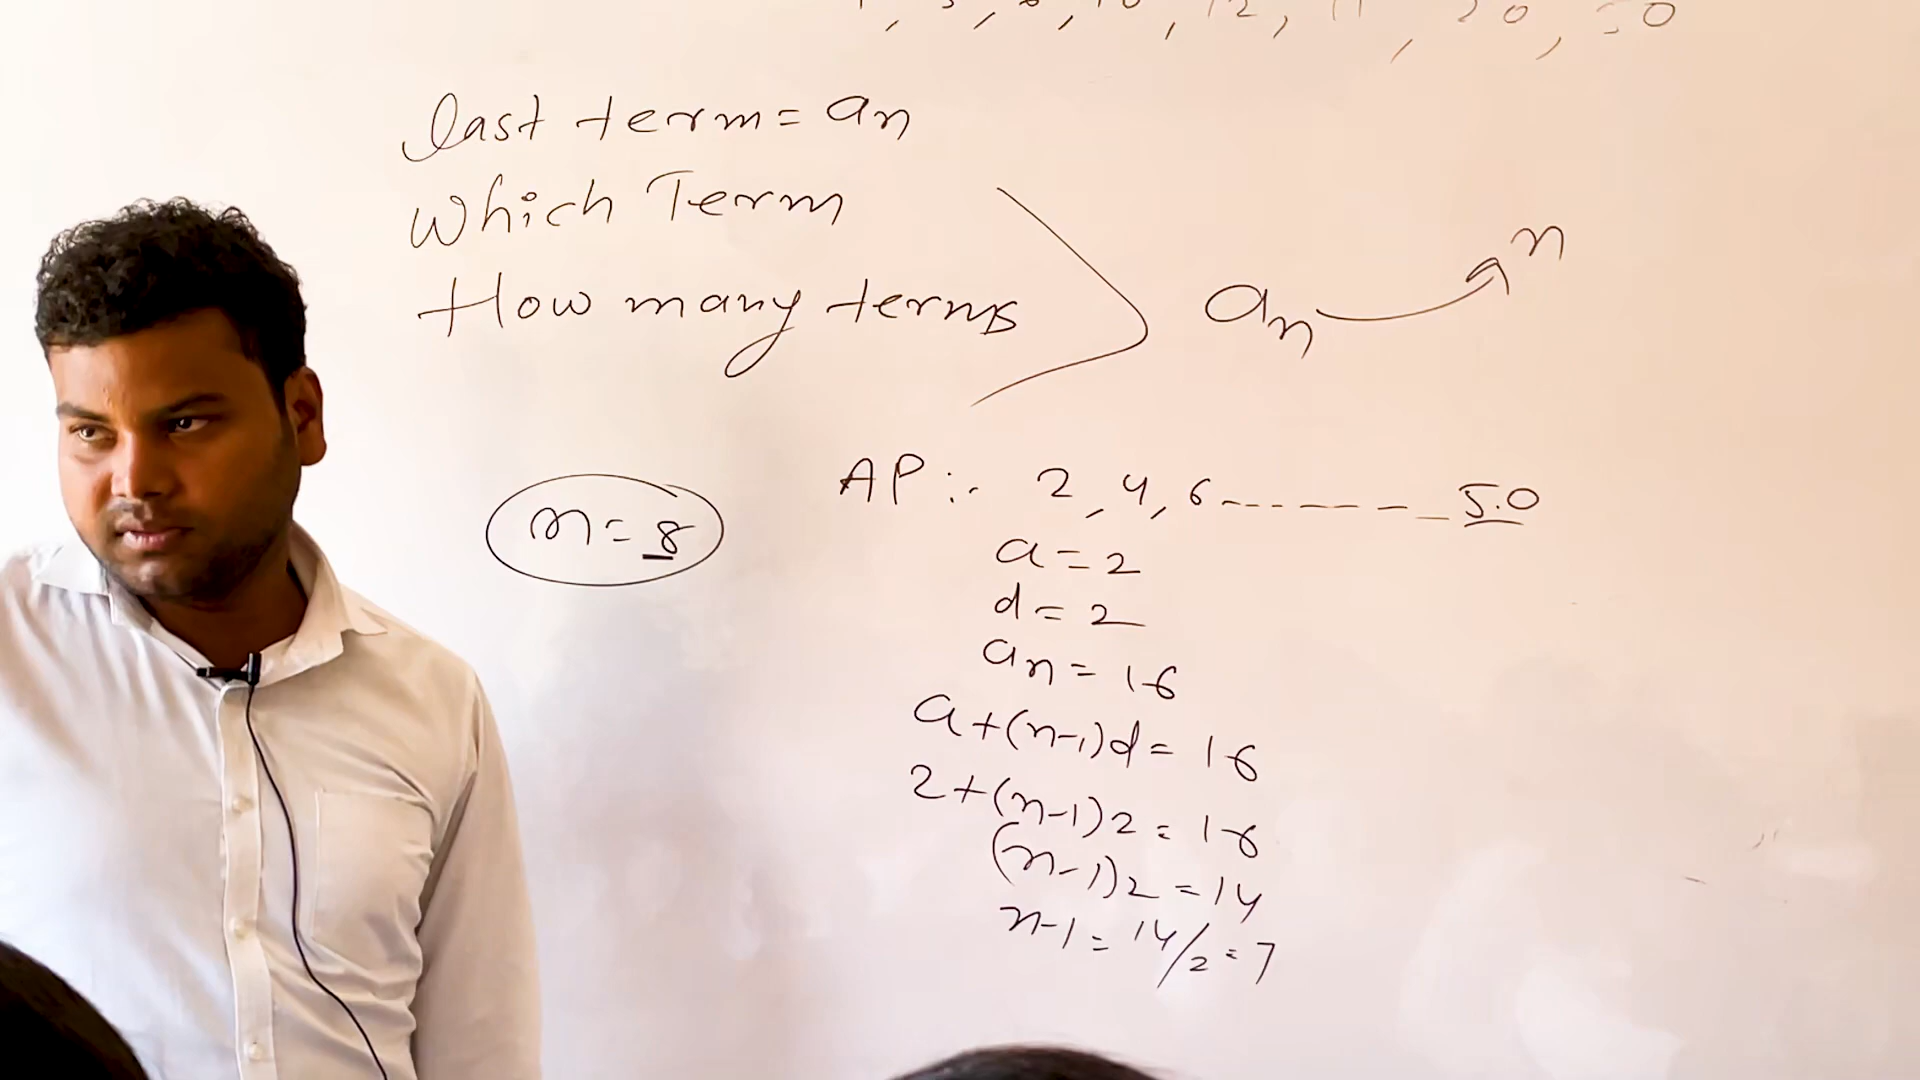 last term = an
Which Term
How many terms
an n
AP :- 2, 4, 6 ------- 50
n = 8
a = 2
d = 2
an = 16
a+(n-1)d = 16
2+(n-1)2 = 16
(n-1)2 = 14
n-1 = 14/2 = 7